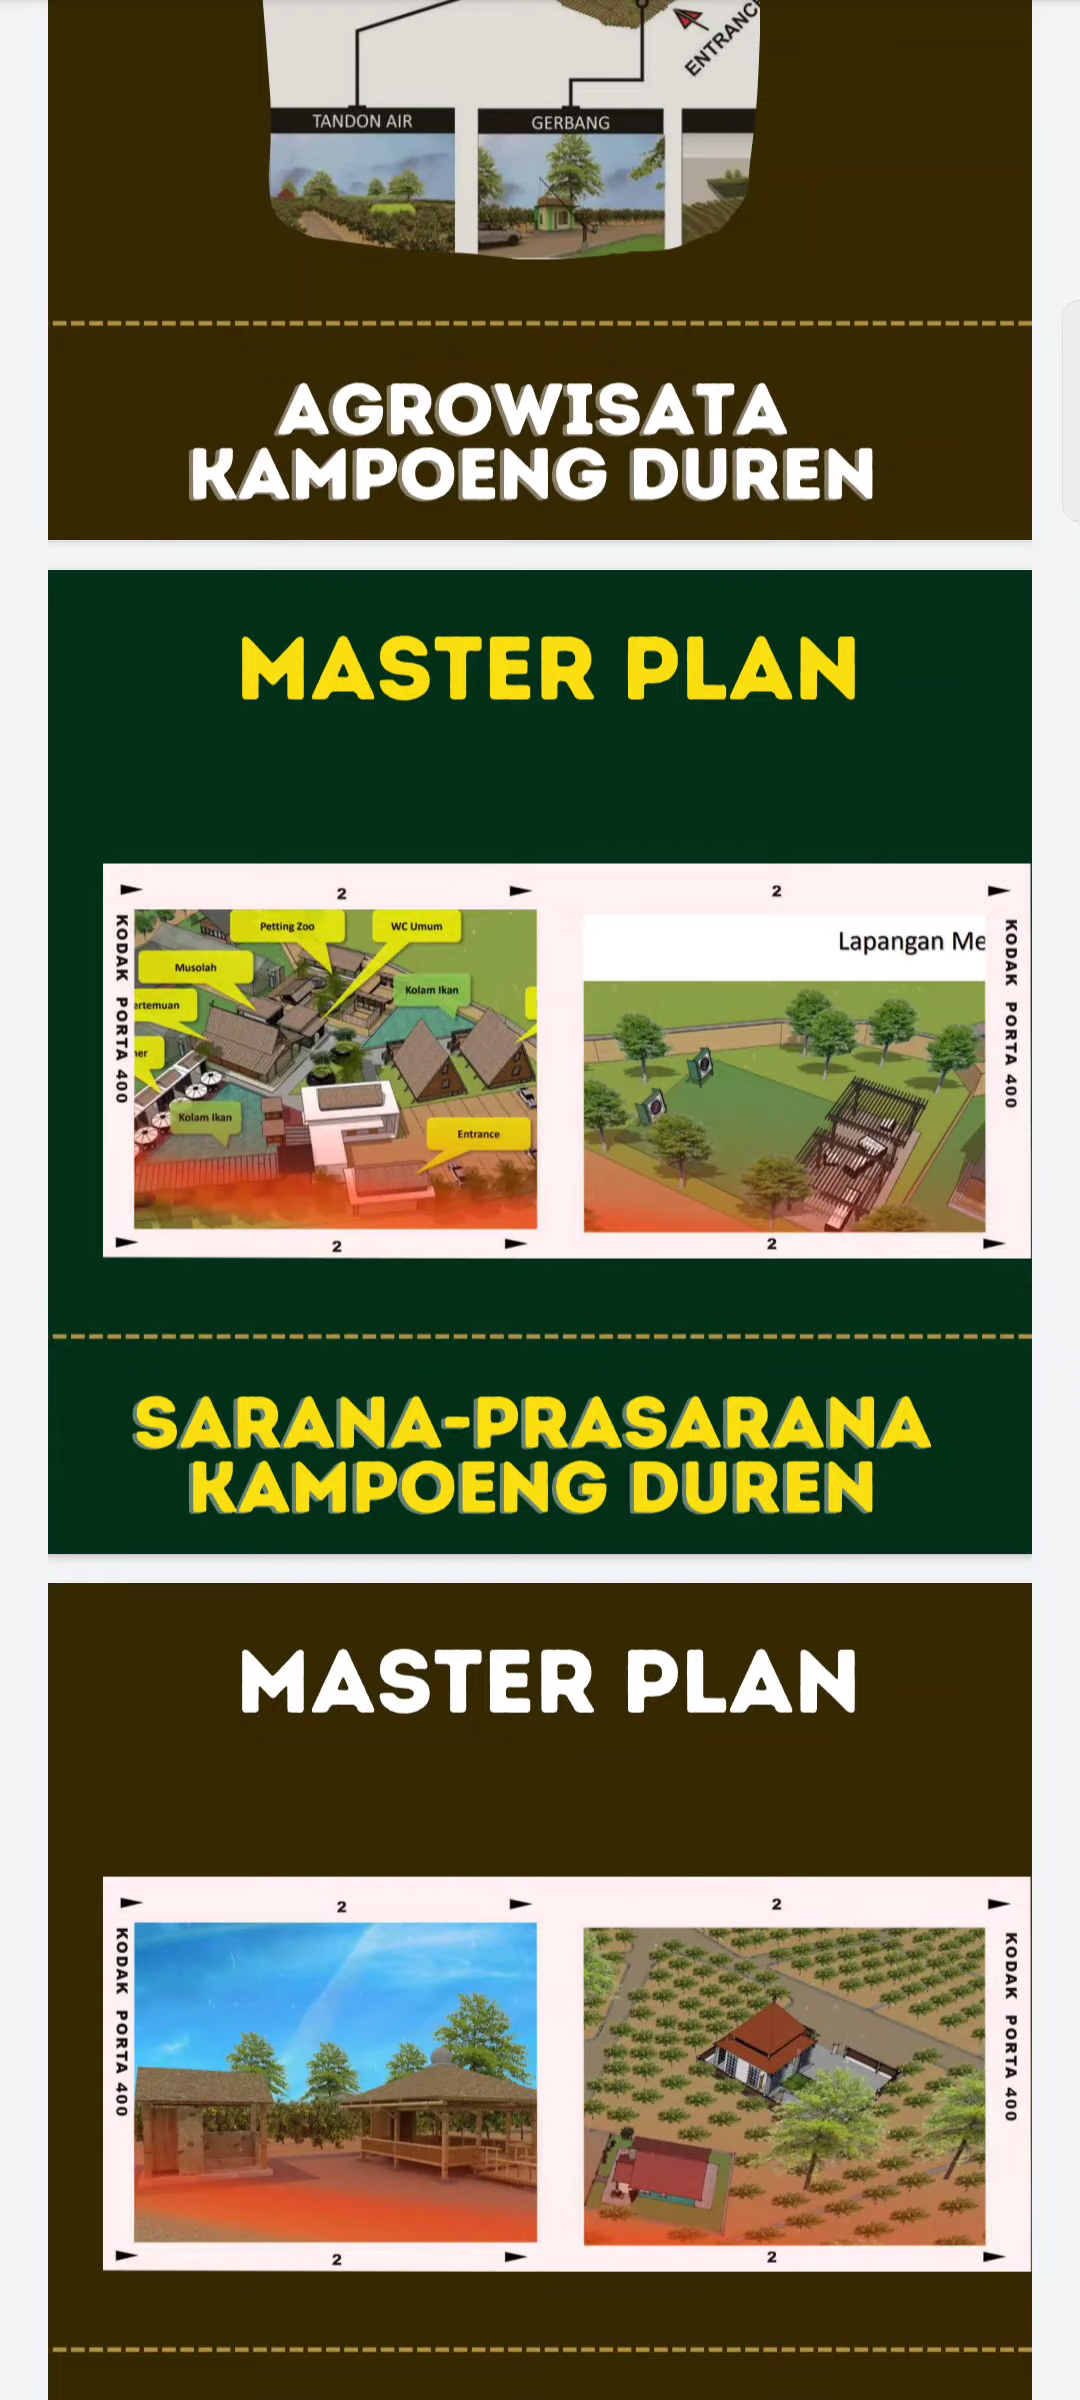 ENTRANCE
TANDON AIR
GERBANG
AGROWISATA
KAMPOENG DUREN
MASTER PLAN
2
2
KODAK PORTA 400
Petting Zoo
WC Umum
Musolah
Kolam Ikan
ertemuan
ner
Kolam Ikan
Entrance
Lapangan Me
KODAK PORTA 400
2
2
SARANA-PRASARANA
KAMPOENG DUREN
MASTER PLAN
2
2
KODAK PORTA 400
KODAK PORTA 400
2
2